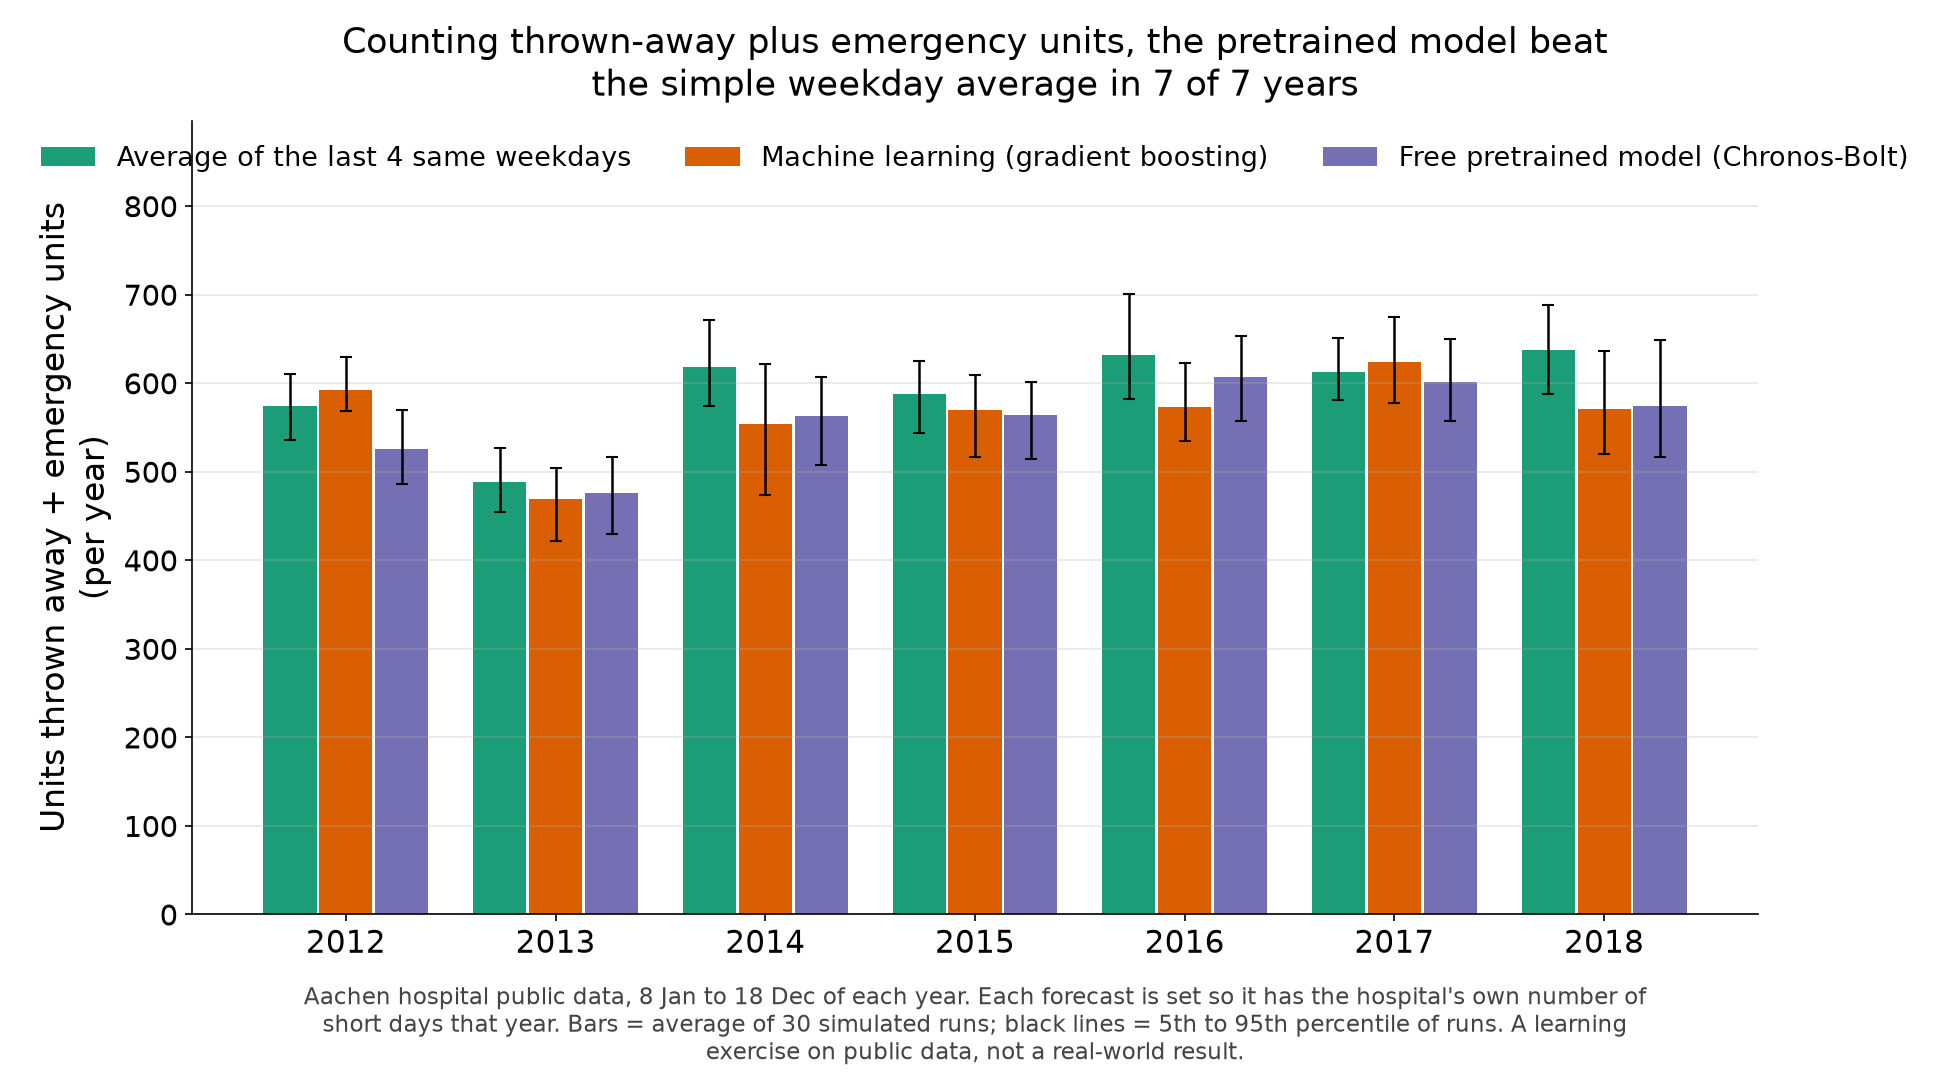 Counting thrown-away plus emergency units, the pretrained model beat
the simple weekday average in 7 of 7 years
Average of the last 4 same weekdays
Machine learning (gradient boosting)
Free pretrained model (Chronos-Bolt)
Units thrown away + emergency units
(per year)
800
700
600
500
400
300
200
100
0
2012
2013
2014
2015
2016
2017
2018
Aachen hospital public data, 8 Jan to 18 Dec of each year. Each forecast is set so it has the hospital's own number of
short days that year. Bars = average of 30 simulated runs; black lines = 5th to 95th percentile of runs. A learning
exercise on public data, not a real-world result.